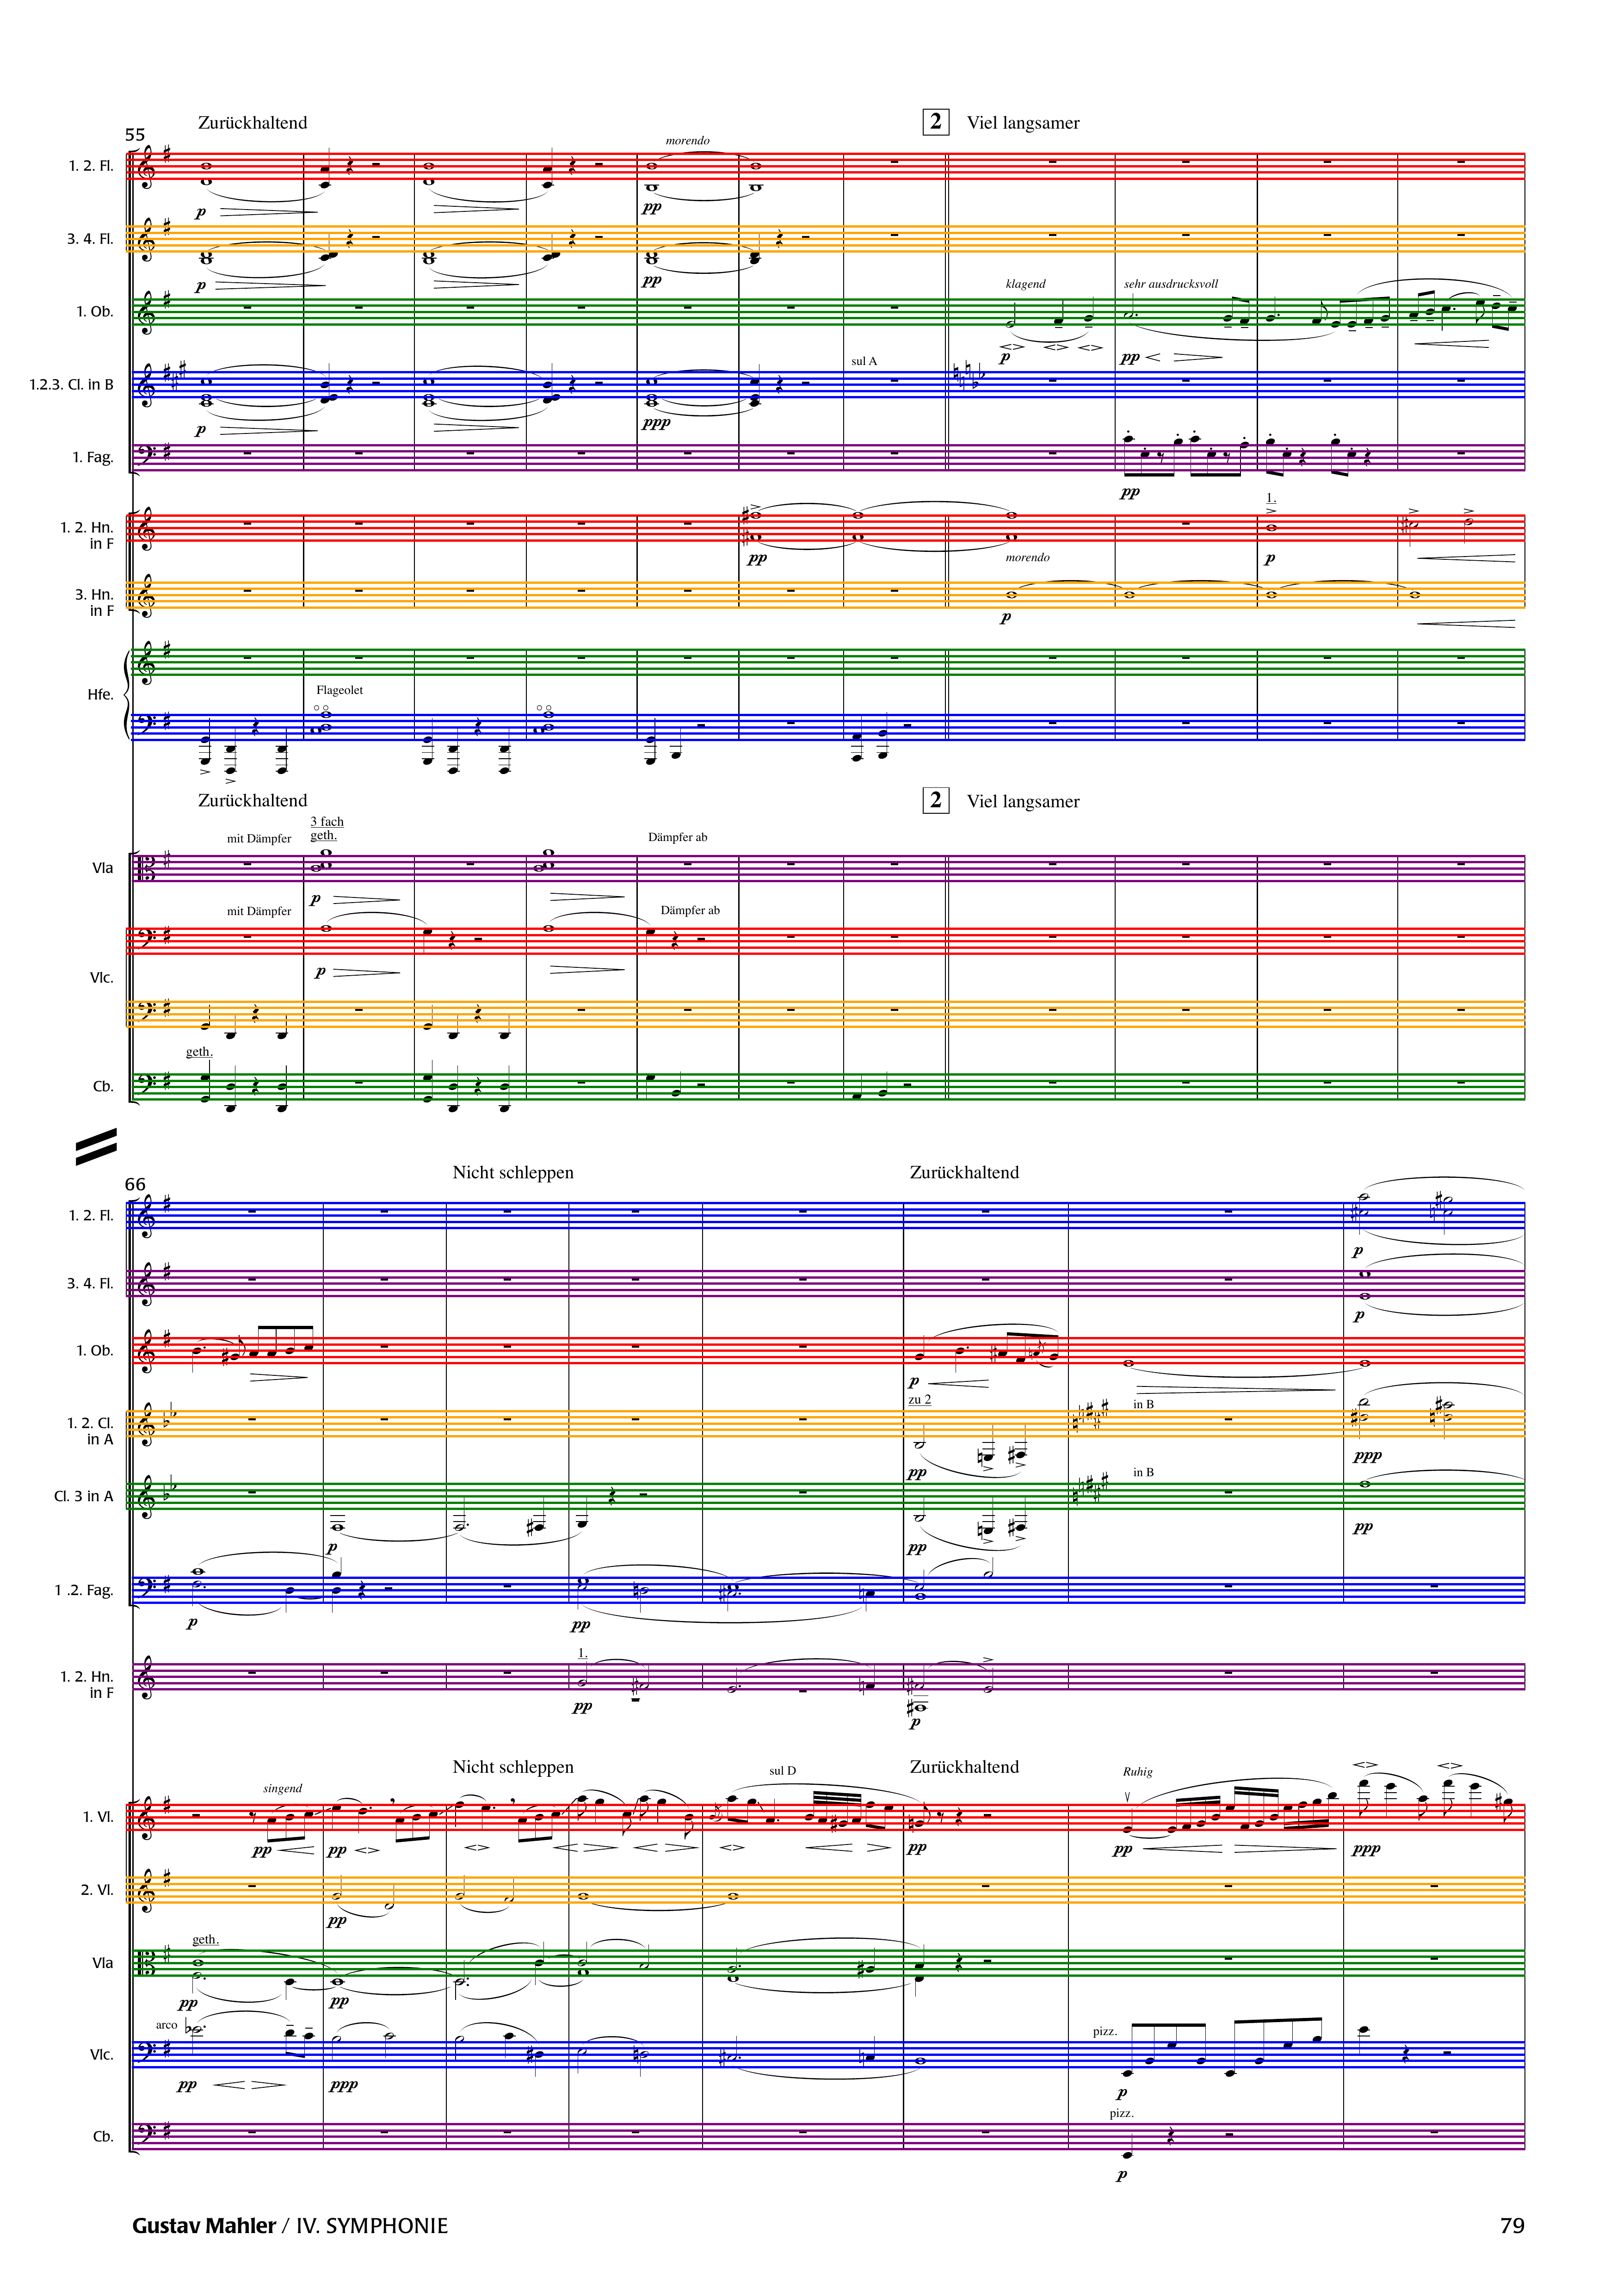 Zurückhaltend
2 Viel langsamer
55
morendo
1. 2. Fl.
p pp
3. 4. Fl.
p pp
klagend sehr ausdrucksvoll
1. Ob.
p pp
sul A
1.2.3. Cl. in B
p ppp
1. Fag.
pp
1.
1. 2. Hn.
in F
pp morendo p
3. Hn.
in F
p
Flageolet
Hfe.
Zurückhaltend
2 Viel langsamer
3 fach
geth.
mit Dämpfer Dämpfer ab
Vla
p
mit Dämpfer Dämpfer ab
p
Vlc.
geth.
Cb.
Nicht schleppen Zurückhaltend
66
1. 2. Fl.
p
3. 4. Fl.
p
1. Ob.
p
zu 2 in B
1. 2. Cl.
in A
pp ppp
in B
Cl. 3 in A
p pp pp
1 .2. Fag.
p pp
1.
1. 2. Hn.
in F
pp p
Nicht schleppen Zurückhaltend
singend sul D Ruhig
1. Vl.
pp pp pp pp ppp
2. Vl.
pp
geth.
Vla
pp pp
arco pizz.
Vlc.
pp ppp p
pizz.
Cb.
p
Gustav Mahler / IV. SYMPHONIE 79